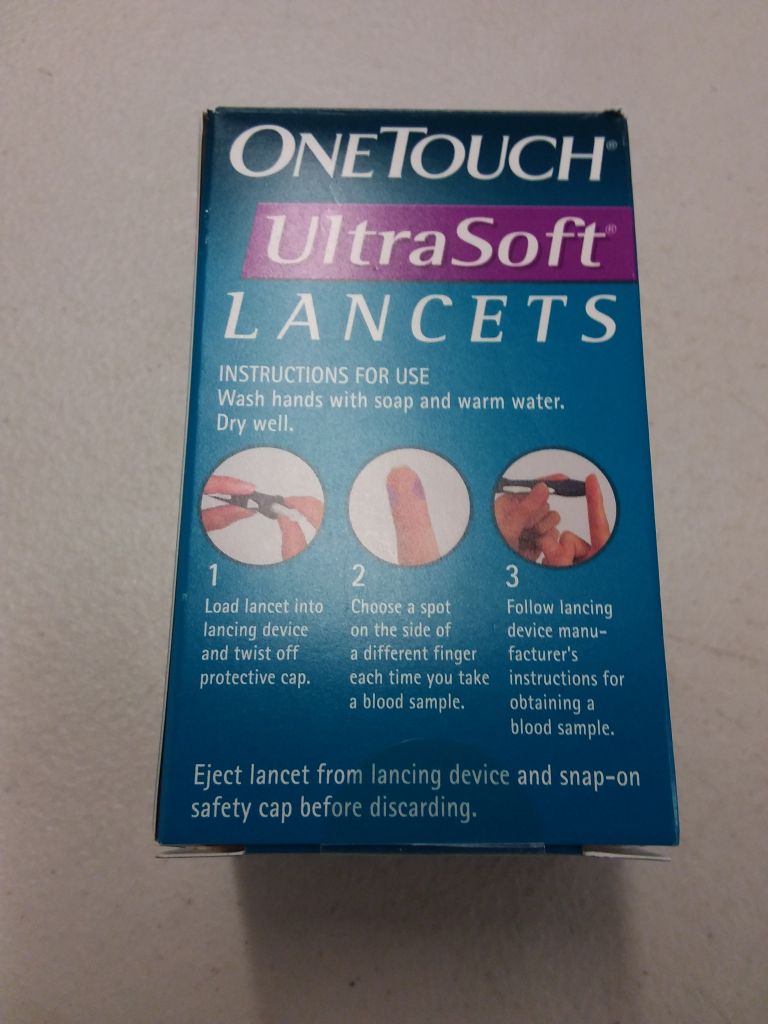 ONETOUCH®
UltraSoft®
LANCETS
INSTRUCTIONS FOR USE
Wash hands with soap and warm water.
Dry well.
1
Load lancet into
lancing device
and twist off
protective cap.
2
Choose a spot
on the side of
a different finger
each time you take
a blood sample.
3
Follow lancing
device manu-
facturer's
instructions for
obtaining a
blood sample.
Eject lancet from lancing device and snap-on
safety cap before discarding.